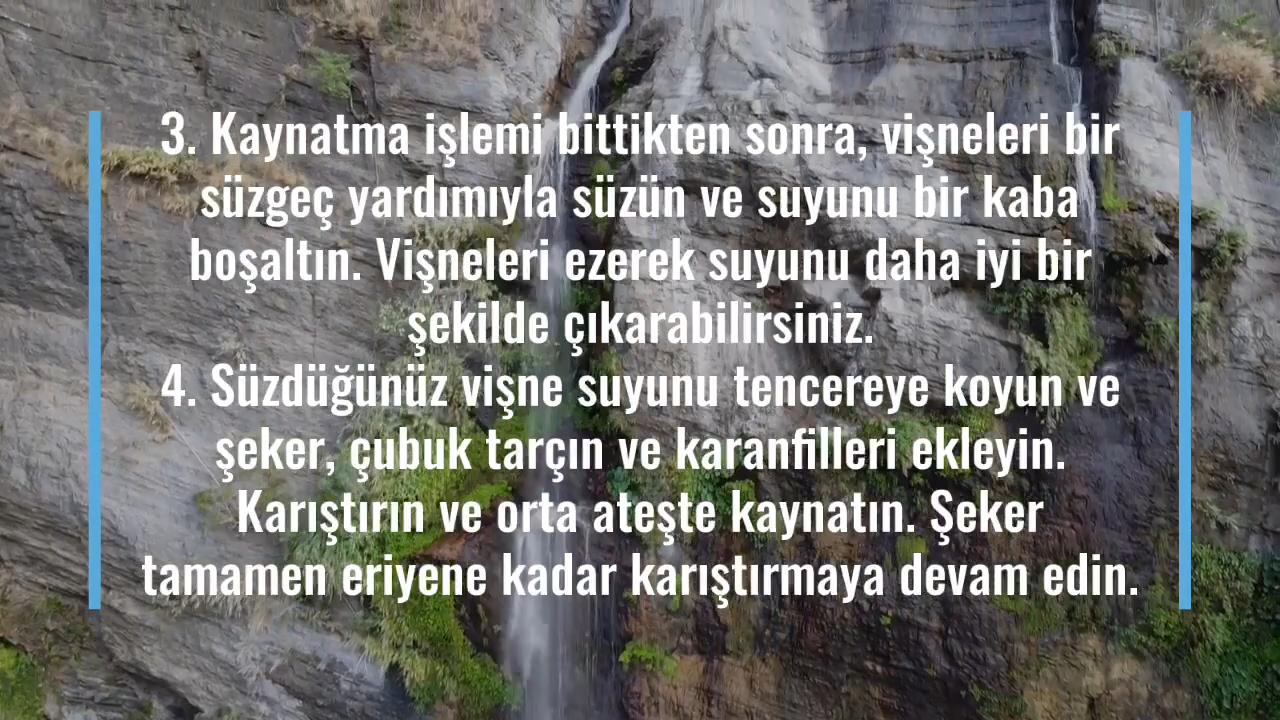 3. Kaynatma işlemi bittikten sonra, vişneleri bir
süzgeç yardımıyla süzün ve suyunu bir kaba
boşaltın. Vişneleri ezerek suyunu daha iyi bir
şekilde çıkarabilirsiniz.
4. Süzdüğünüz vişne suyunu tencereye koyun ve
şeker, çubuk tarçın ve karanfilleri ekleyin.
Karıştırın ve orta ateşte kaynatın. Şeker
tamamen eriyene kadar karıştırmaya devam edin.